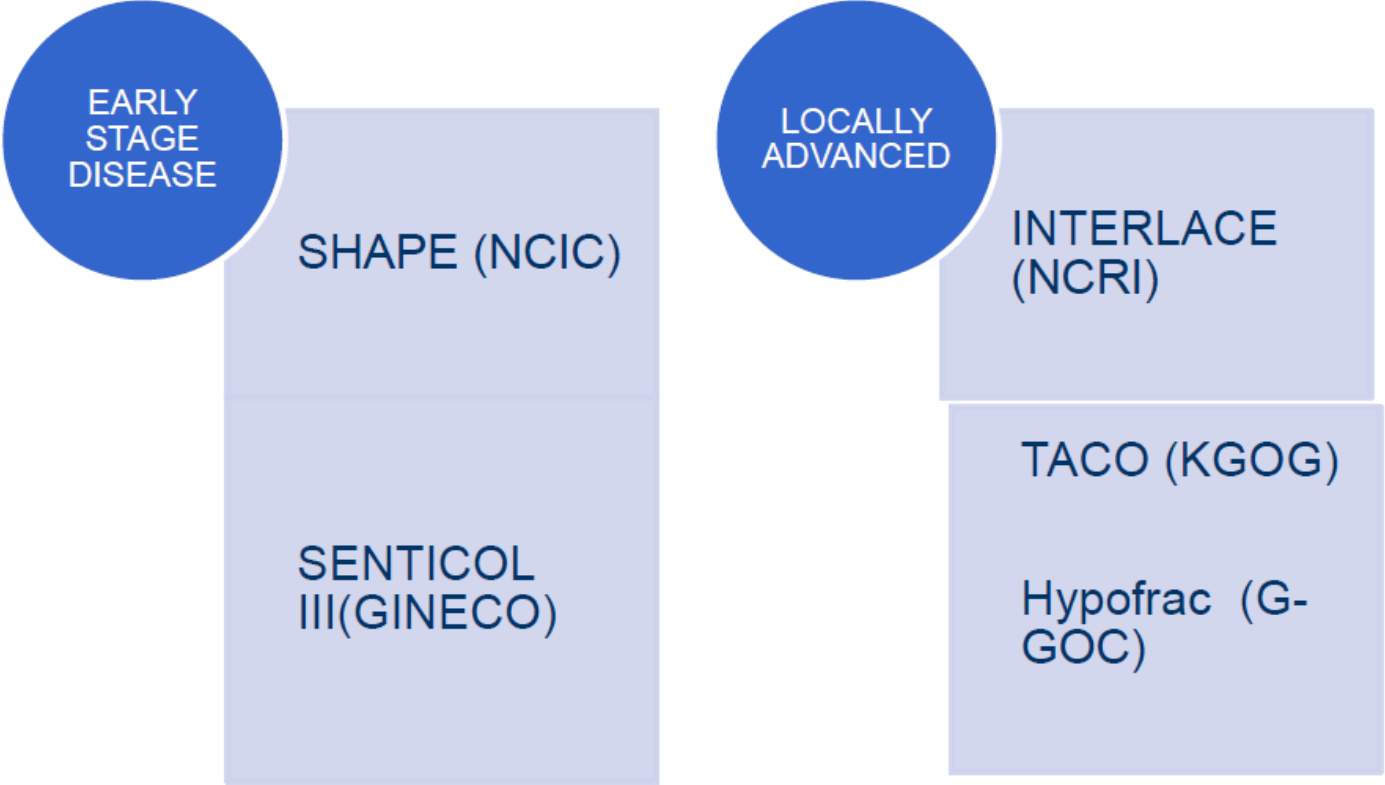 EARLY
STAGE
DISEASE
SHAPE (NCIC)
SENTICOL
III(GINECO)
LOCALLY
ADVANCED
INTERLACE
(NCRI)
TACO (KGOG)
Hypofrac (G-
GOC)